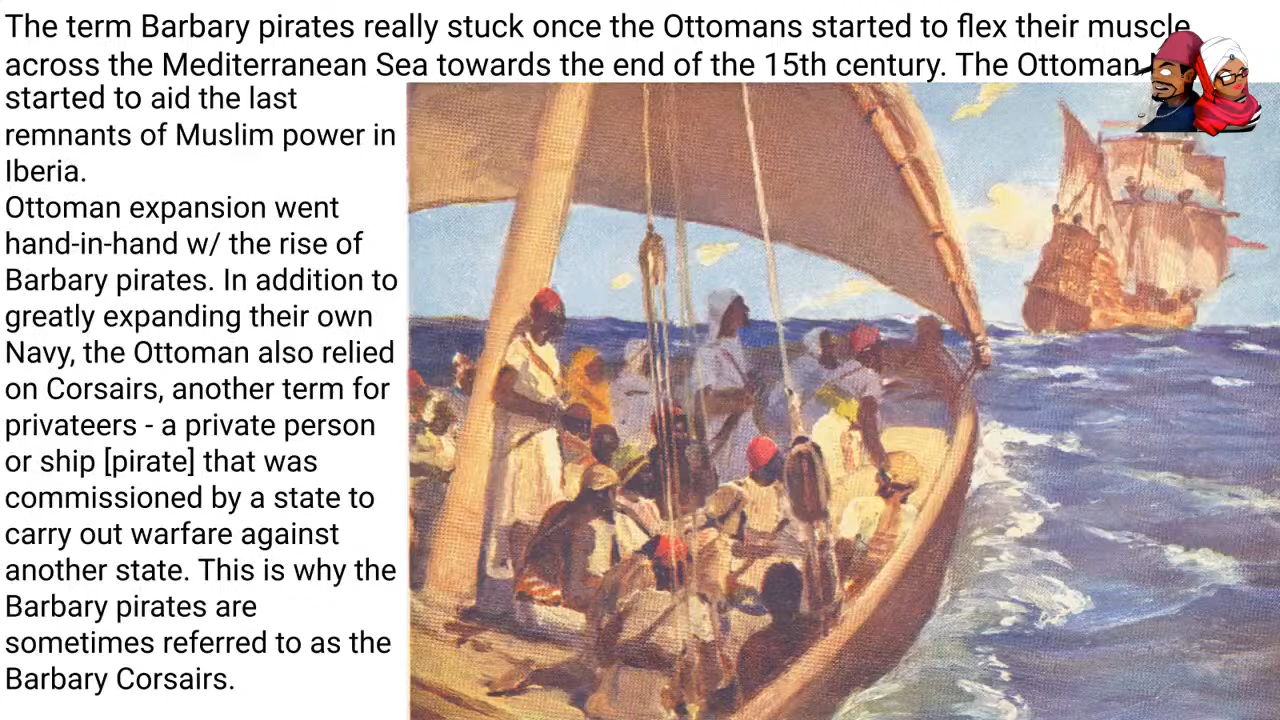 The term Barbary pirates really stuck once the Ottomans started to flex their muscle
across the Mediterranean Sea towards the end of the 15th century. The Ottoman
started to aid the last
remnants of Muslim power in
Iberia.
Ottoman expansion went
hand-in-hand w/ the rise of
Barbary pirates. In addition to
greatly expanding their own
Navy, the Ottoman also relied
on Corsairs, another term for
privateers - a private person
or ship [pirate] that was
commissioned by a state to
carry out warfare against
another state. This is why the
Barbary pirates are
sometimes referred to as the
Barbary Corsairs.